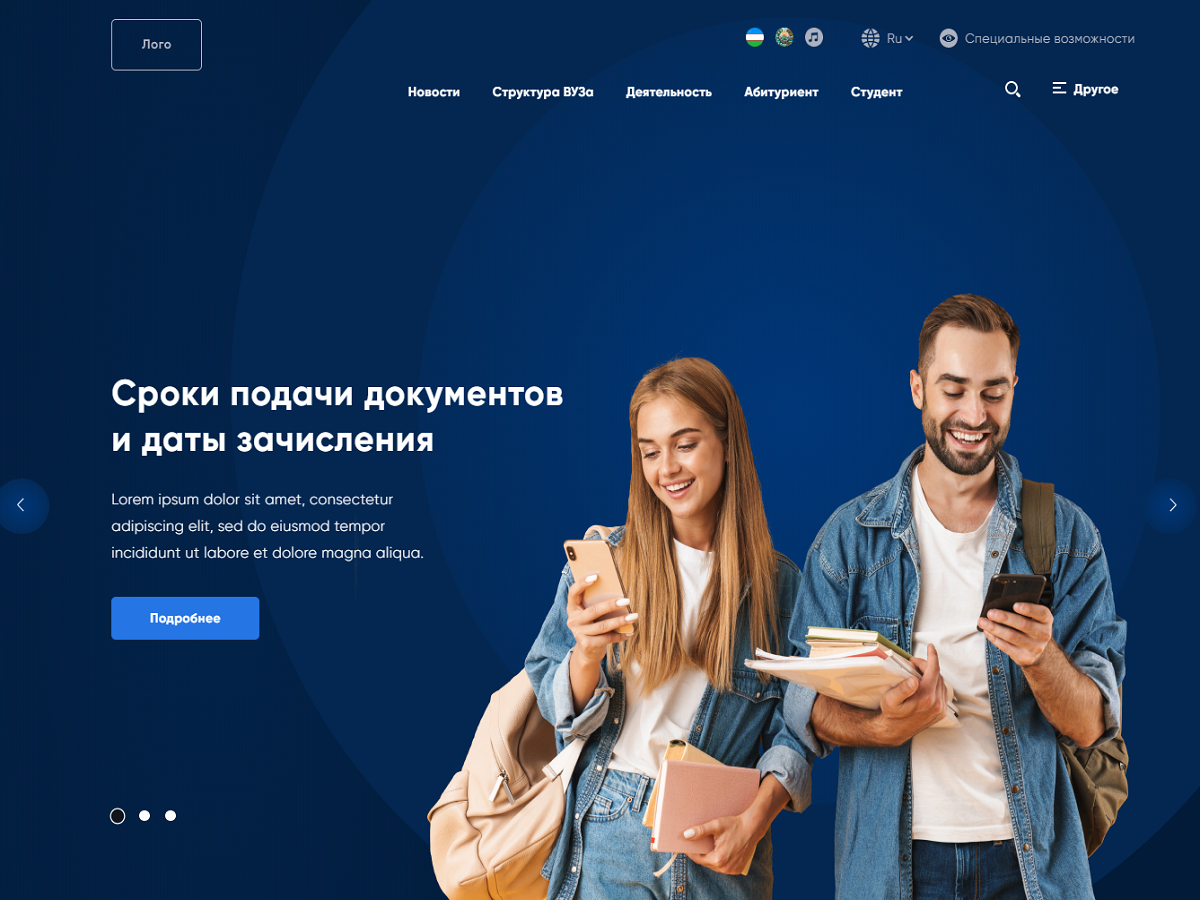 Лого
Ru
Специальные возможности
Новости
Структура ВУЗа
Деятельность
Абитуриент
Студент
Другое
Сроки подачи документов
и даты зачисления
Lorem ipsum dolor sit amet, consectetur
adipiscing elit, sed do eiusmod tempor
incididunt ut labore et dolore magna aliqua.
Подробнее